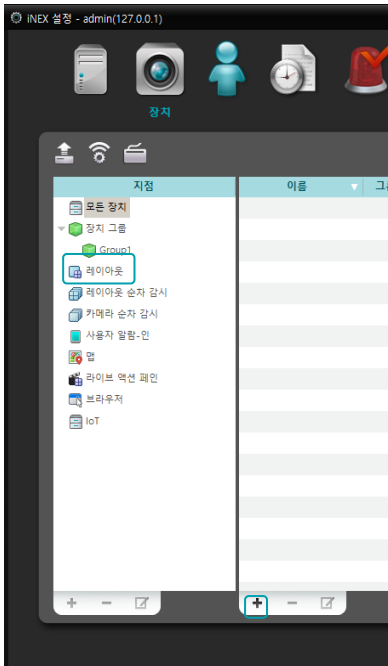 iNEX 설정 - admin(127.0.0.1)
장치
지점
이름
모든 장치
장치 그룹
Group1
레이아웃
레이아웃 순차 감시
카메라 순차 감시
사용자 알람-인
맵
라이브 액션 페인
브라우저
IoT